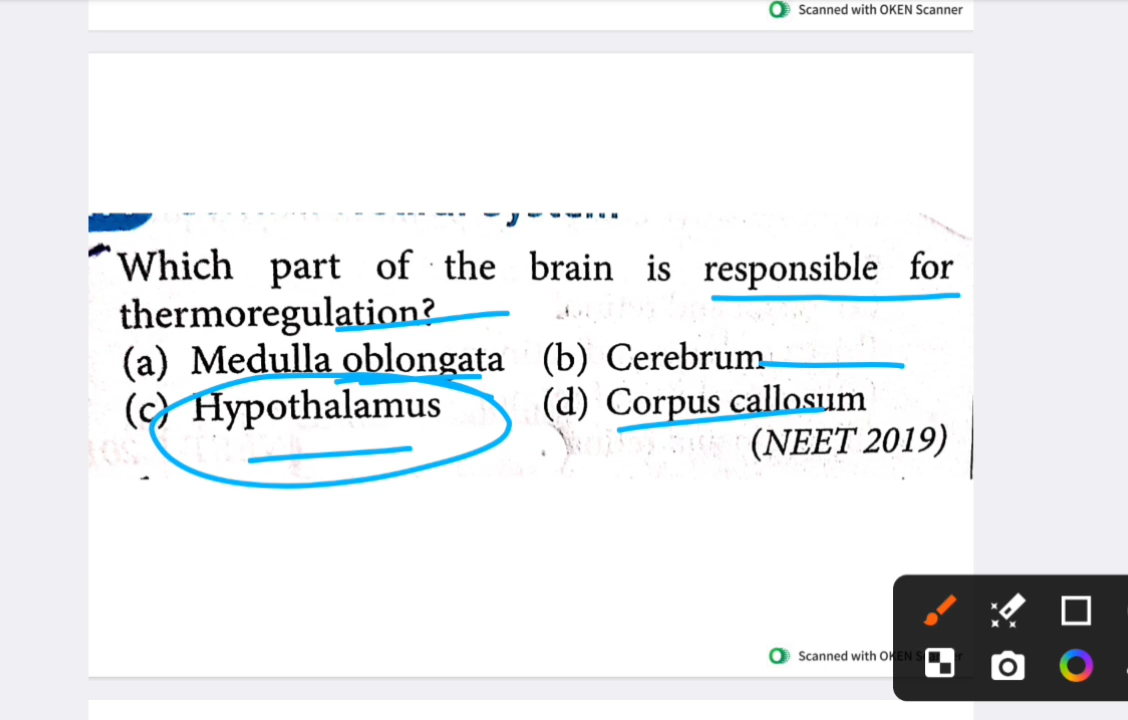 Scanned with OKEN Scanner
Which part of the brain is responsible for
thermoregulation?
(a) Medulla oblongata (b) Cerebrum
(c) Hypothalamus (d) Corpus callosum
(NEET 2019)
Scanned with OKEN